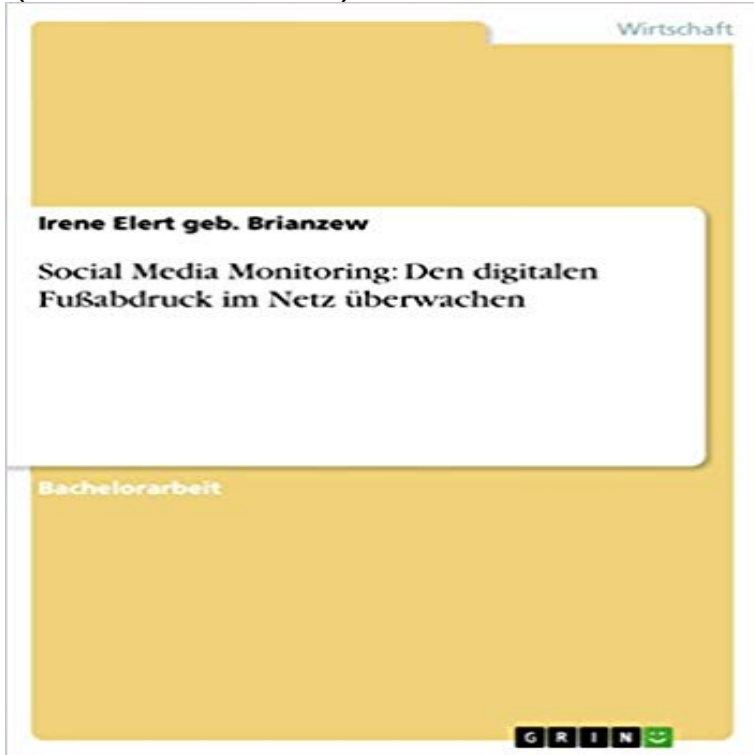 Wirtschaft
Irene Elert geb. Brianzew
Social Media Monitoring: Den digitalen
Fußabdruck im Netz überwachen
Bachelorarbeit
GRIN